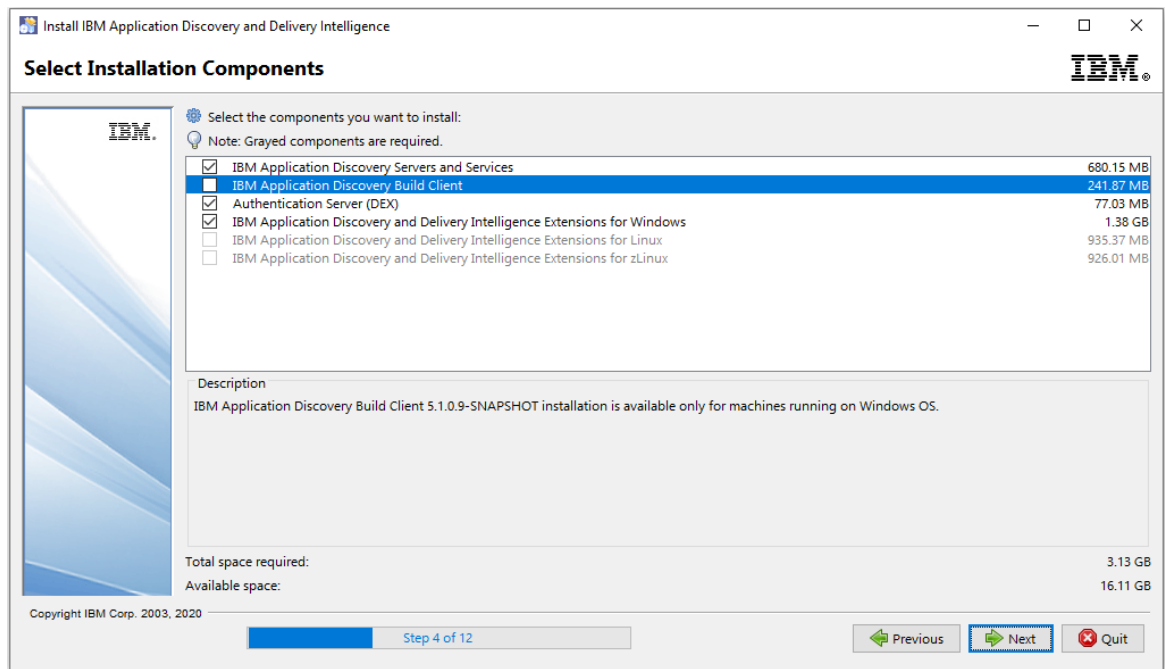 Install IBM Application Discovery and Delivery Intelligence
Select Installation Components
IBM®
IBM.
Select the components you want to install:
Note: Grayed components are required.
IBM Application Discovery Servers and Services 680.15 MB
IBM Application Discovery Build Client 241.87 MB
Authentication Server (DEX) 77.03 MB
IBM Application Discovery and Delivery Intelligence Extensions for Windows 1.38 GB
IBM Application Discovery and Delivery Intelligence Extensions for Linux 935.37 MB
IBM Application Discovery and Delivery Intelligence Extensions for zLinux 926.01 MB
Description
IBM Application Discovery Build Client 5.1.0.9-SNAPSHOT installation is available only for machines running on Windows OS.
Total space required: 3.13 GB
Available space: 16.11 GB
Copyright IBM Corp. 2003, 2020
Step 4 of 12
Previous Next Quit